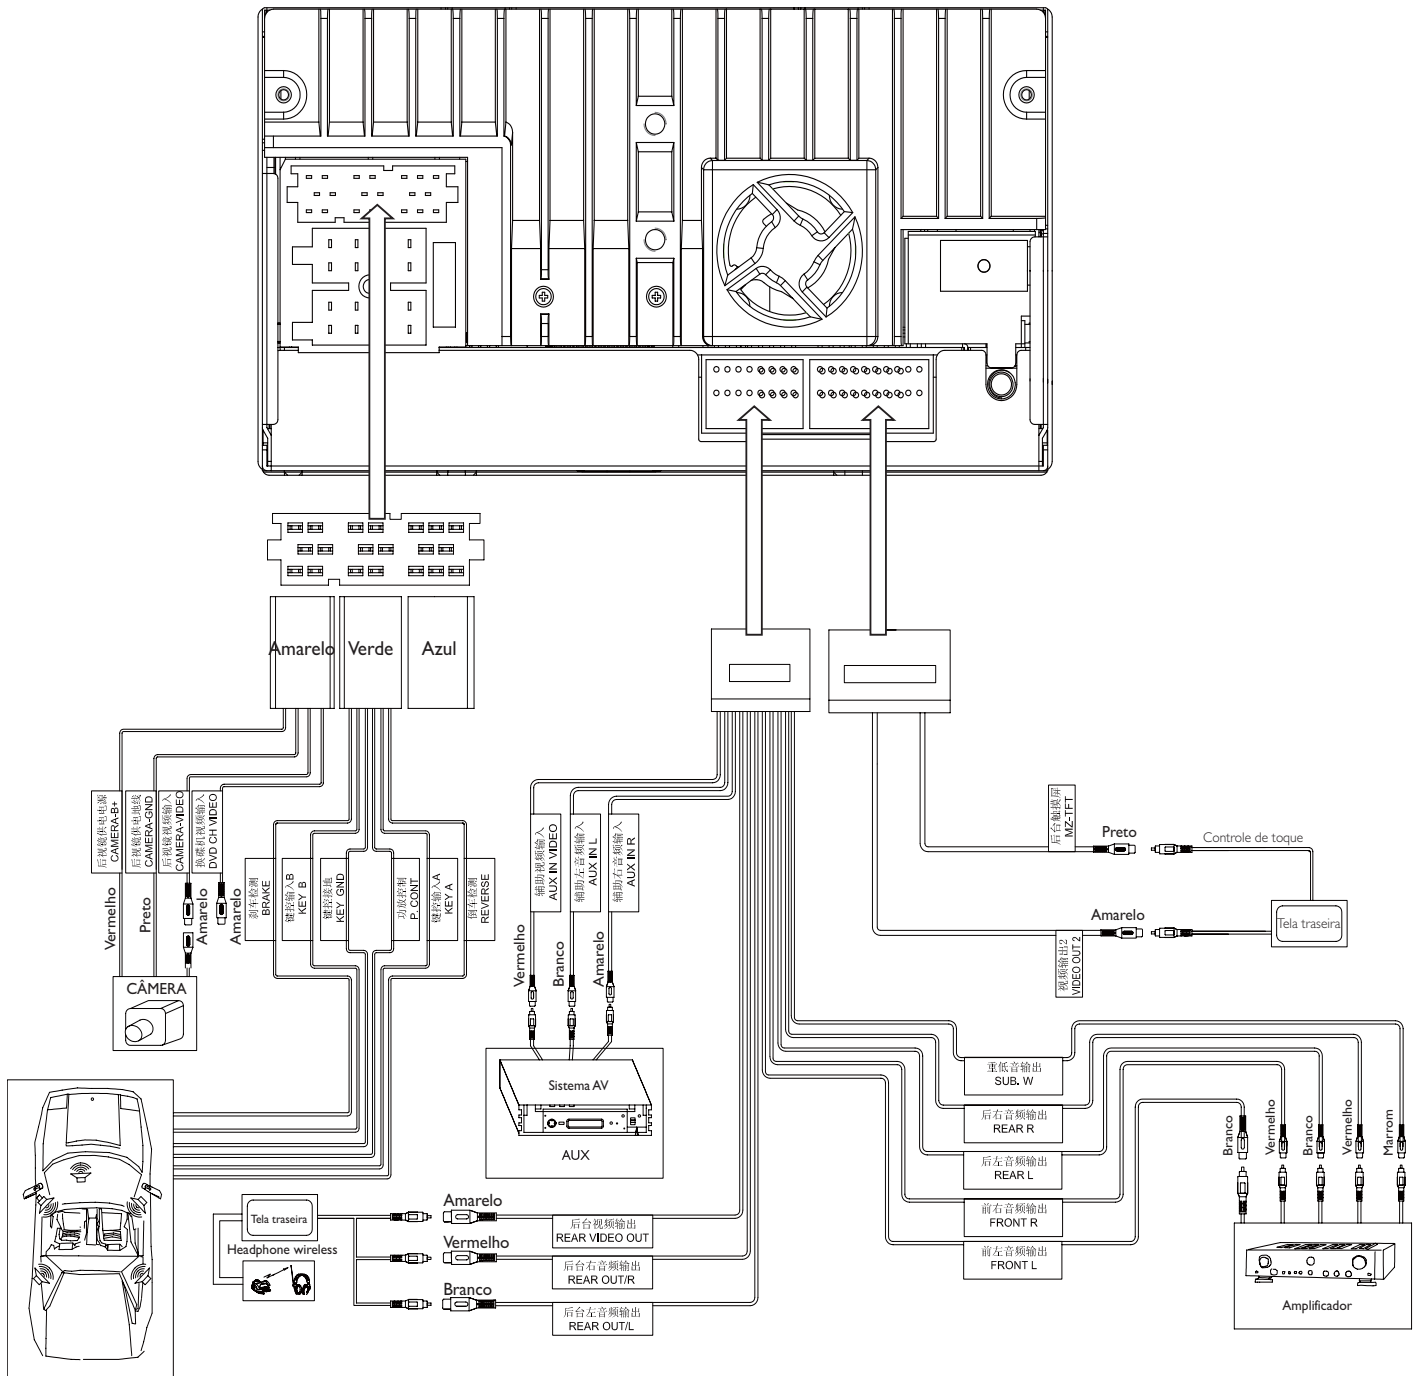 Amarelo
Verde
Azul
后视镜供电电源
CAMERA-B+
后视镜供电地线
CAMERA-GND
后视镜视频输入
CAMERA-VIDEO
换碟机视频输入
DVD CH VIDEO
Vermelho
Preto
Amarelo
Amarelo
CÂMERA
刹车检测
BRAKE
键控输入B
KEY B
键控接地
KEY GND
功放控制
P. CONT
键控输入A
KEY A
倒车检测
REVERSE
辅助视频输入
AUX IN VIDEO
辅助左音频输入
AUX IN L
辅助右音频输入
AUX IN R
Vermelho
Branco
Amarelo
Sistema AV
AUX
后台触摸屏
MZ-TFT
Preto
Controle de toque
Amarelo
视频输出2
VIDEO OUT 2
Tela traseira
重低音输出
SUB. W
后右音频输出
REAR R
后左音频输出
REAR L
前右音频输出
FRONT R
前左音频输出
FRONT L
Branco
Vermelho
Branco
Vermelho
Marrom
Amplificador
Tela traseira
Headphone wireless
Amarelo
后台视频输出
REAR VIDEO OUT
Vermelho
后台右音频输出
REAR OUT/R
Branco
后台左音频输出
REAR OUT/L